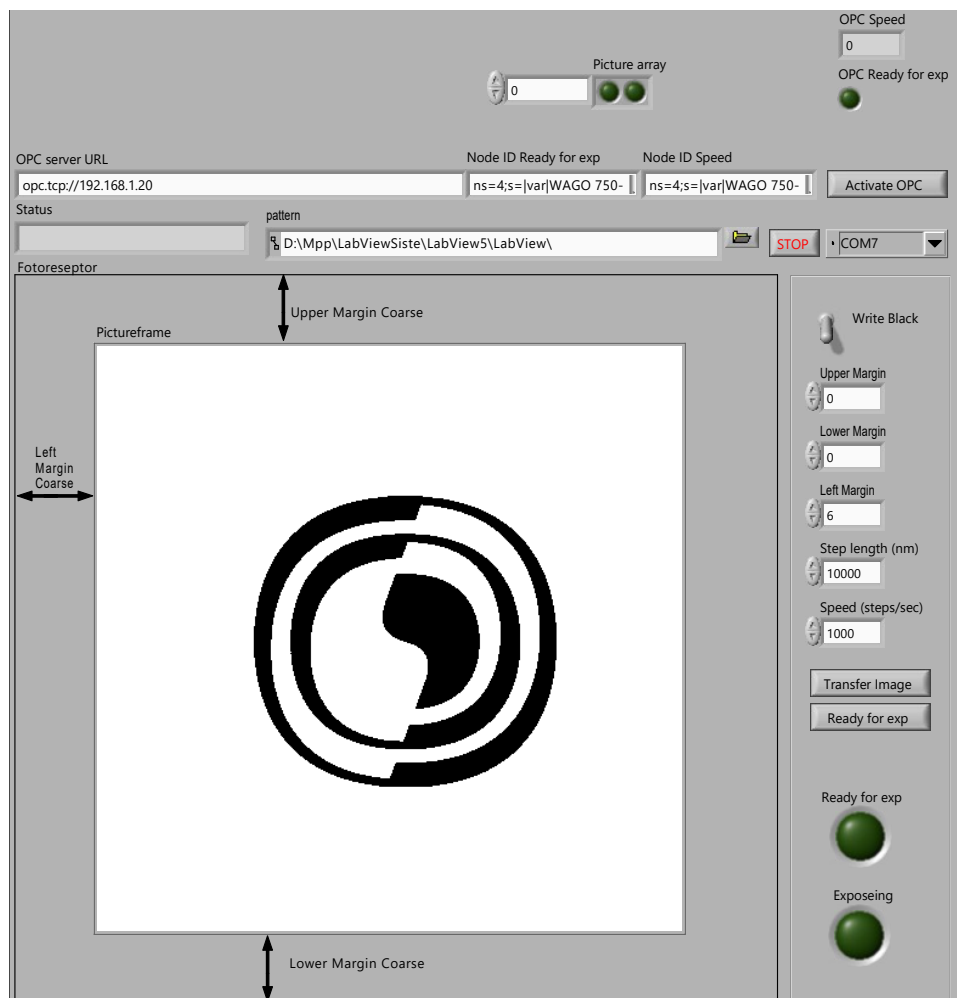 OPC Speed
0
Picture array
OPC Ready for exp
0
OPC server URL
Node ID Ready for exp
Node ID Speed
opc.tcp://192.168.1.20
ns=4;s=|var|WAGO 750-
ns=4;s=|var|WAGO 750-
Activate OPC
Status
pattern
D:\Mpp\LabViewSiste\LabView5\LabView\
STOP
COM7
Fotoreseptor
Upper Margin Coarse
Pictureframe
Left
Margin
Coarse
Lower Margin Coarse
Write Black
Upper Margin
0
Lower Margin
0
Left Margin
6
Step length (nm)
10000
Speed (steps/sec)
1000
Transfer Image
Ready for exp
Ready for exp
Exposeing